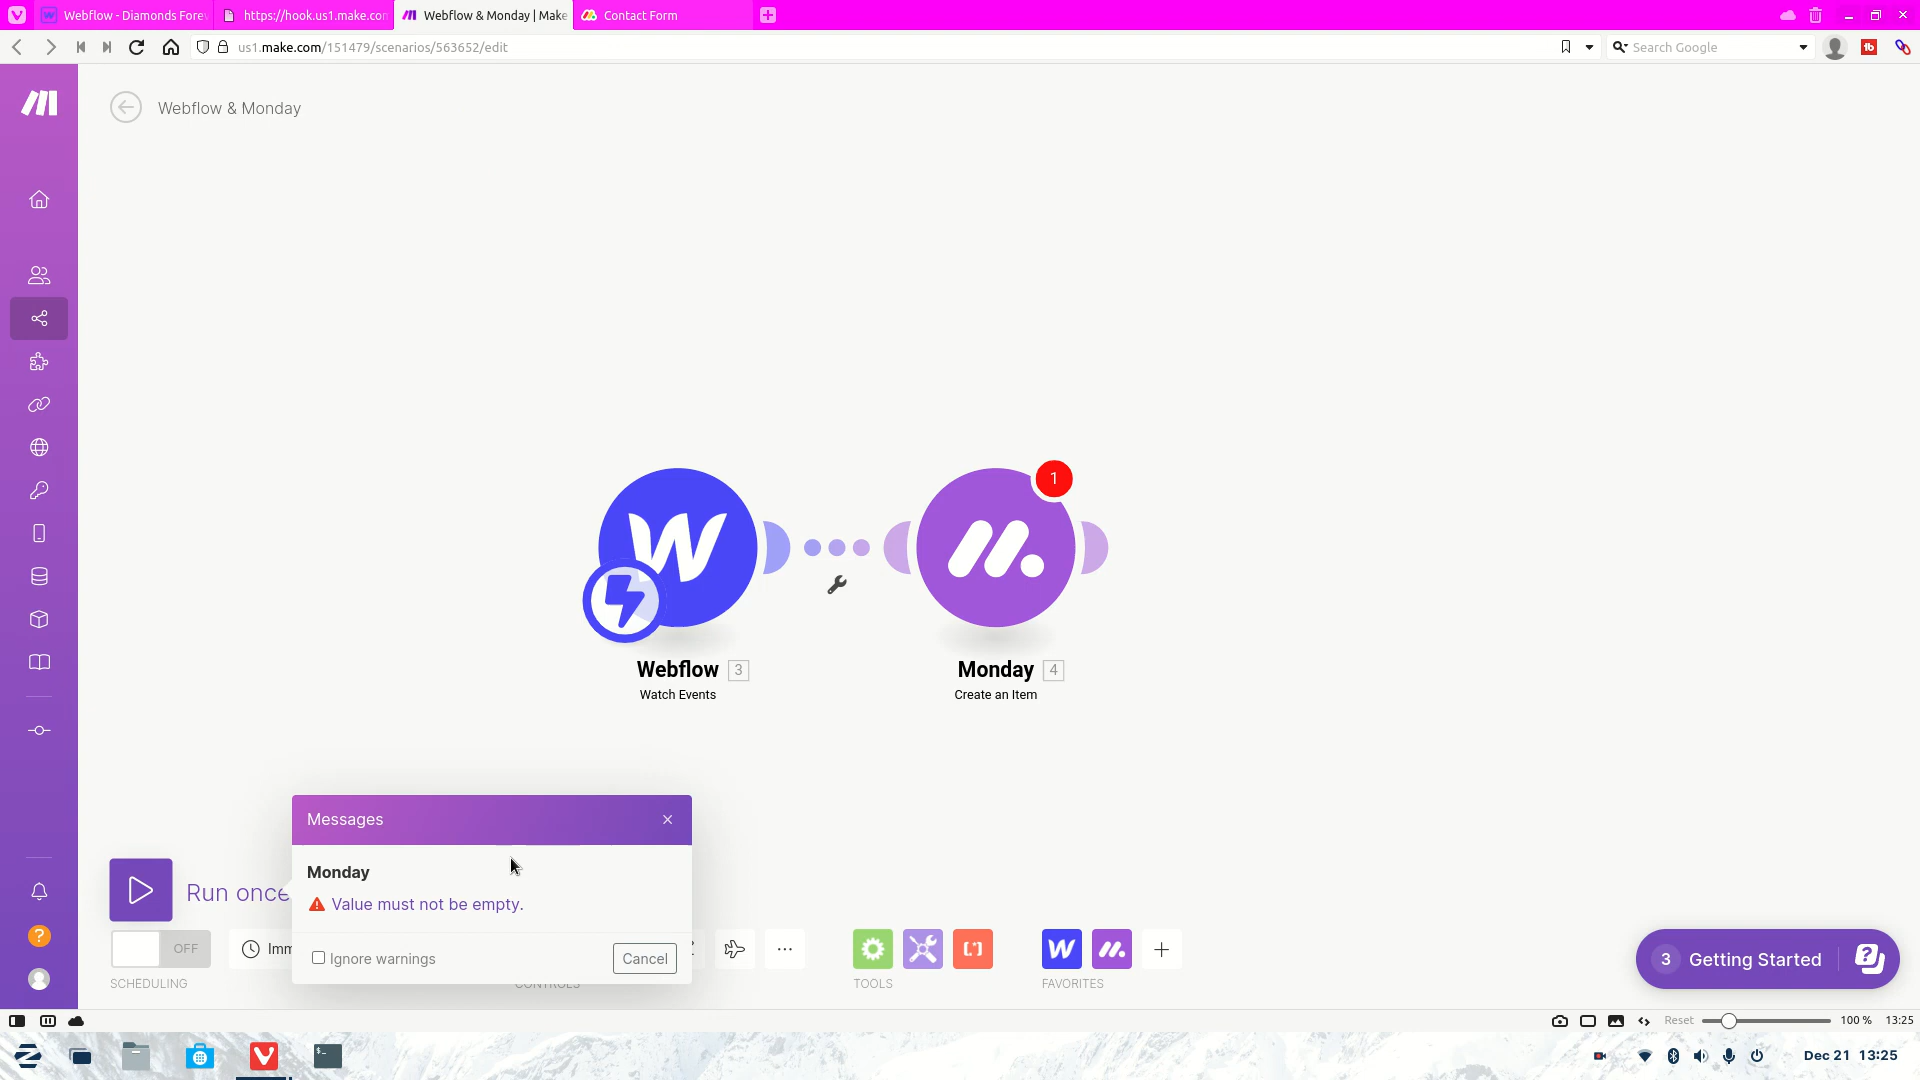 Webflow - Diamonds Forev
https://hook.us1.make.com
Webflow & Monday | Make
Contact Form
us1.make.com/151479/scenarios/563652/edit
Search Google
Webflow & Monday
1
Webflow 3
Watch Events
Monday 4
Create an Item
Messages
Monday
Value must not be empty.
Ignore warnings
Cancel
Run once
OFF
Imm
SCHEDULING
CONTROLS
TOOLS
FAVORITES
3 Getting Started
Reset
100 %
13:25
Dec 21 13:25